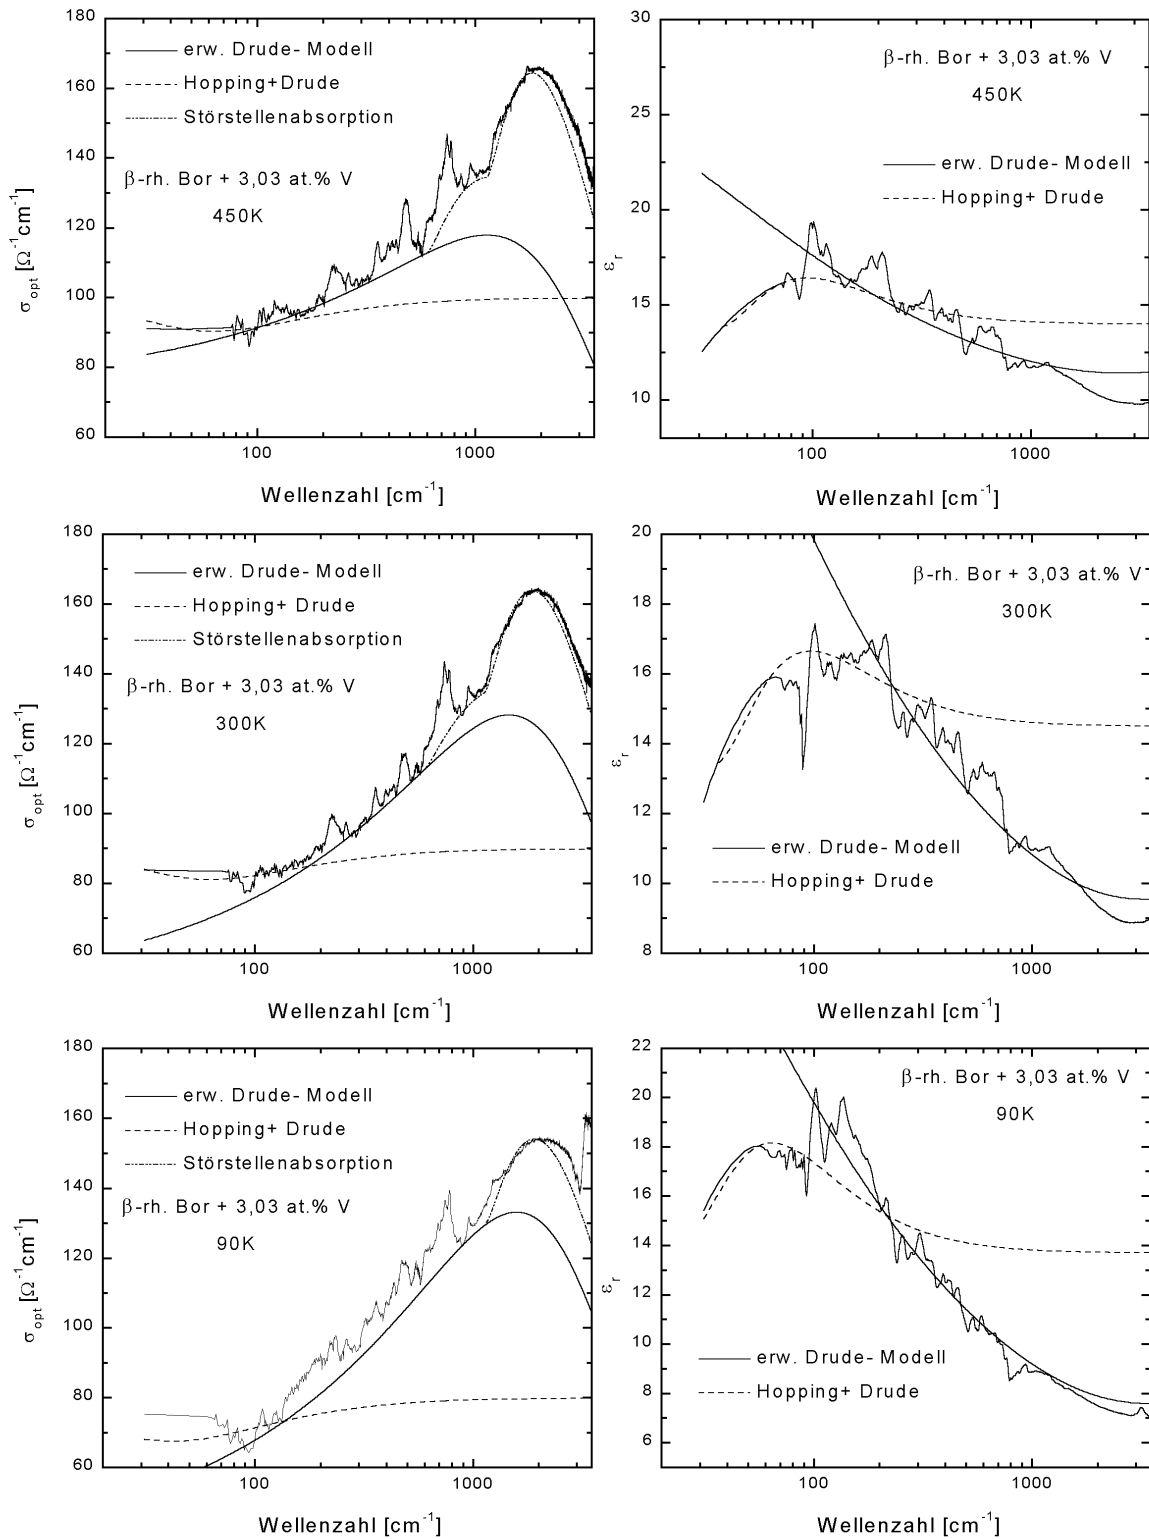 180
160
140
120
100
80
60
100
1000
σopt [Ω-1cm-1]
Wellenzahl [cm-1]
erw. Drude- Modell
Hopping+Drude
Störstellenabsorption
β-rh. Bor + 3,03 at.% V
450K
30
25
20
15
10
100
1000
εr
Wellenzahl [cm-1]
β-rh. Bor + 3,03 at.% V
450K
erw. Drude- Modell
Hopping+ Drude
180
160
140
120
100
80
60
100
1000
σopt [Ω-1cm-1]
Wellenzahl [cm-1]
erw. Drude- Modell
Hopping+ Drude
Störstellenabsorption
β-rh. Bor + 3,03 at.% V
300K
20
18
16
14
12
10
8
100
1000
εr
Wellenzahl [cm-1]
β-rh. Bor + 3,03 at.% V
300K
erw. Drude- Modell
Hopping+ Drude
180
160
140
120
100
80
60
100
1000
σopt [Ω-1cm-1]
Wellenzahl [cm-1]
erw. Drude- Modell
Hopping+ Drude
Störstellenabsorption
β-rh. Bor + 3,03 at.% V
90K
22
20
18
16
14
12
10
8
6
100
1000
εr
Wellenzahl [cm-1]
β-rh. Bor + 3,03 at.% V
90K
erw. Drude- Modell
Hopping+ Drude